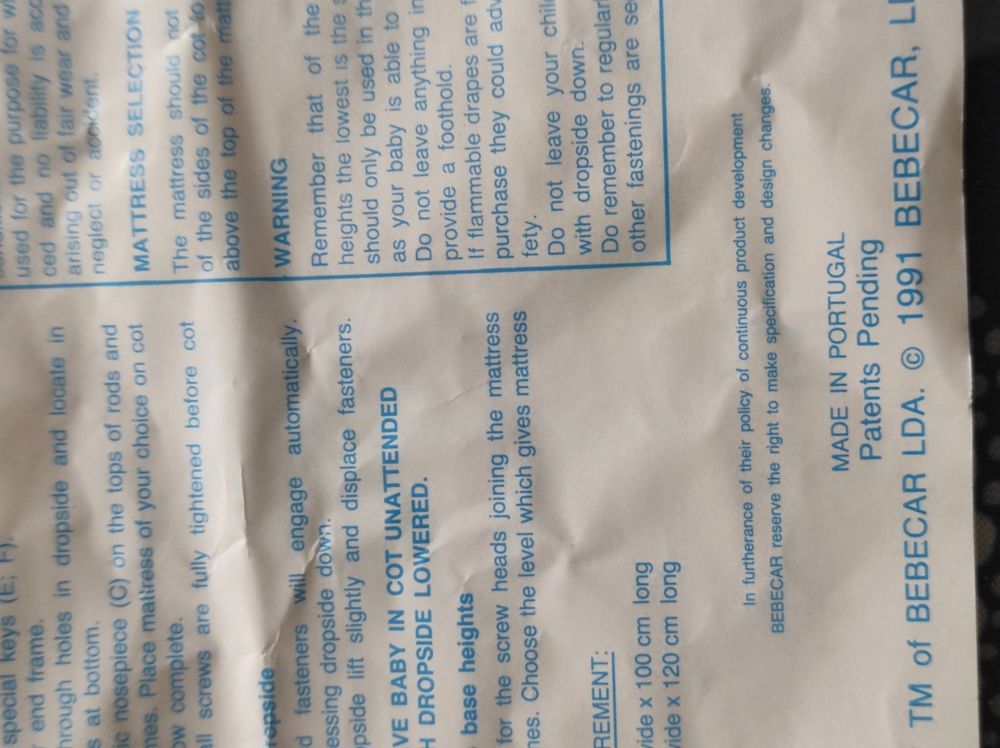 special keys (E; F).
end frame.
hrough holes in dropside and locate in
s at bottom.
ic nosepiece (C) on the tops of rods and
mes. Place mattress of your choice on cot
ow complete.
ll screws are fully tightened before cot
opside
d fasteners will engage automatically.
essing dropside down.
pside lift slightly and displace fasteners.
VE BABY IN COT UNATTENDED
H DROPSIDE LOWERED.
base heights
for the screw heads joining the mattress
nes. Choose the level which gives mattress
REMENT:
vide x 100 cm long
vide x 120 cm long
used for the purpose for w
ced and no liability is acc
arising out of fair wear and
neglect or accident.
MATTRESS SELECTION
The mattress should not
of the sides of the cot to
above the top of the matt
WARNING
Remember that of the
heights the lowest is the s
should only be used in th
as your baby is able to
Do not leave anything in
provide a foothold.
If flammable drapes are f
purchase they could adv
fety.
Do not leave your chil
with dropside down.
Do remember to regular
other fastenings are se
In furtherance of their policy of continuous product development
BEBECAR reserve the right to make specification and design changes.
MADE IN PORTUGAL
Patents Pending
TM of BEBECAR LDA. © 1991 BEBECAR, L